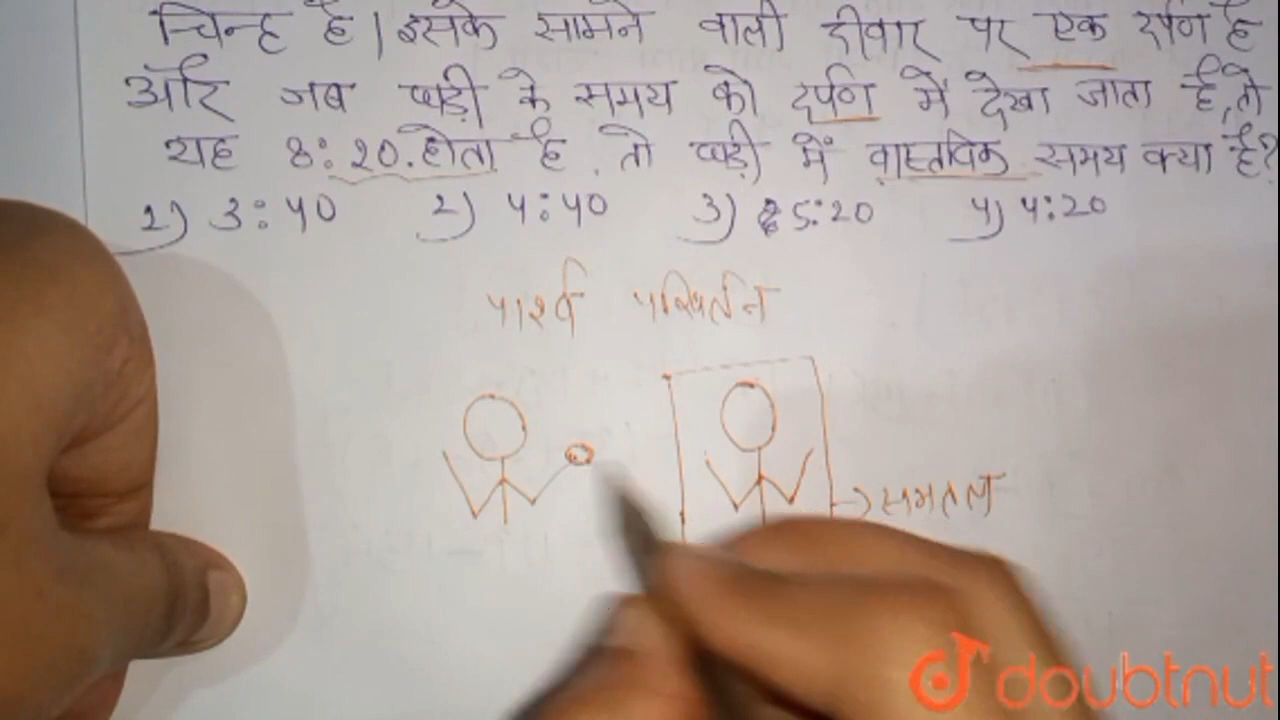 चिन्ह है। इसके सामने वाली दीवार पर एक दर्पण है
और जब घड़ी के समय को दर्पण में देखा जाता है, तो
यह 8:20. होता है. तो घड़ी में वास्तविक समय क्या है?
1) 3:40 2) 4:40 3) 5:20 4) 4:20
पार्श्व परिवर्तन
→ समतल
doubtnut